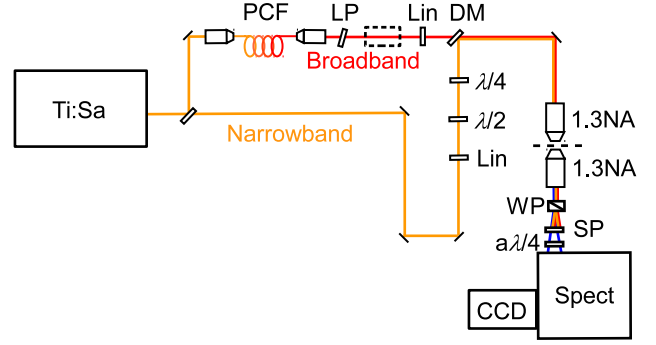 PCF
LP
Lin
DM
Broadband
Ti:Sa
Narrowband
λ/4
λ/2
Lin
1.3NA
1.3NA
WP
SP
aλ/4
CCD
Spect